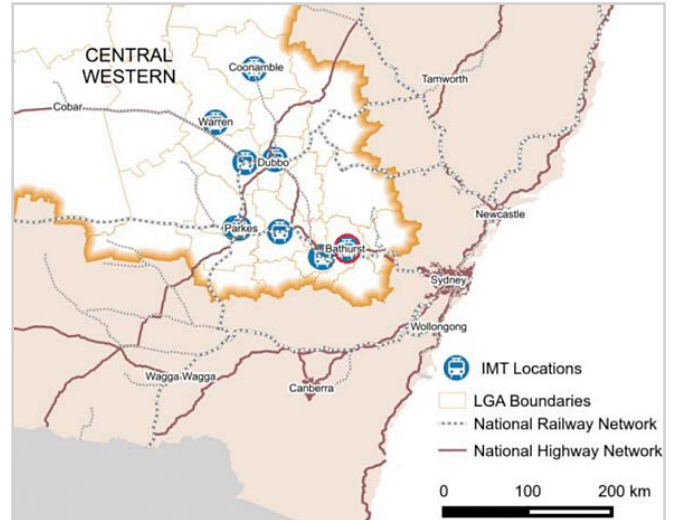 CENTRAL
WESTERN
Coonamble
Tamworth
Cobar
Warren
Dubbo
Newcastle
Parkes
Bathurst
Sydney
Wollongong
IMT Locations
Wagga Wagga
Canberra
LGA Boundaries
National Railway Network
National Highway Network
0 100 200 km